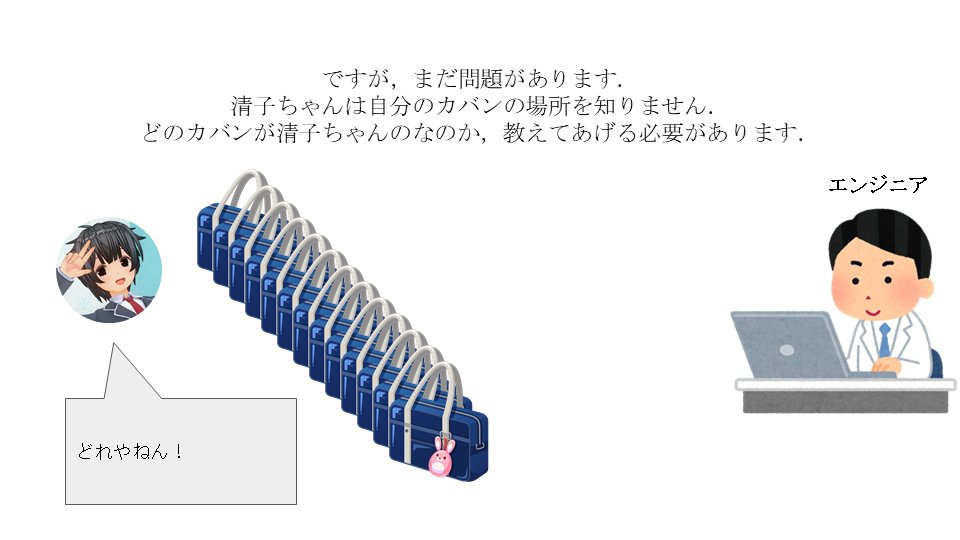 ですが，まだ問題があります．
清子ちゃんは自分のカバンの場所を知りません．
どのカバンが清子ちゃんのなのか，教えてあげる必要があります．
エンジニア
どれやねん！